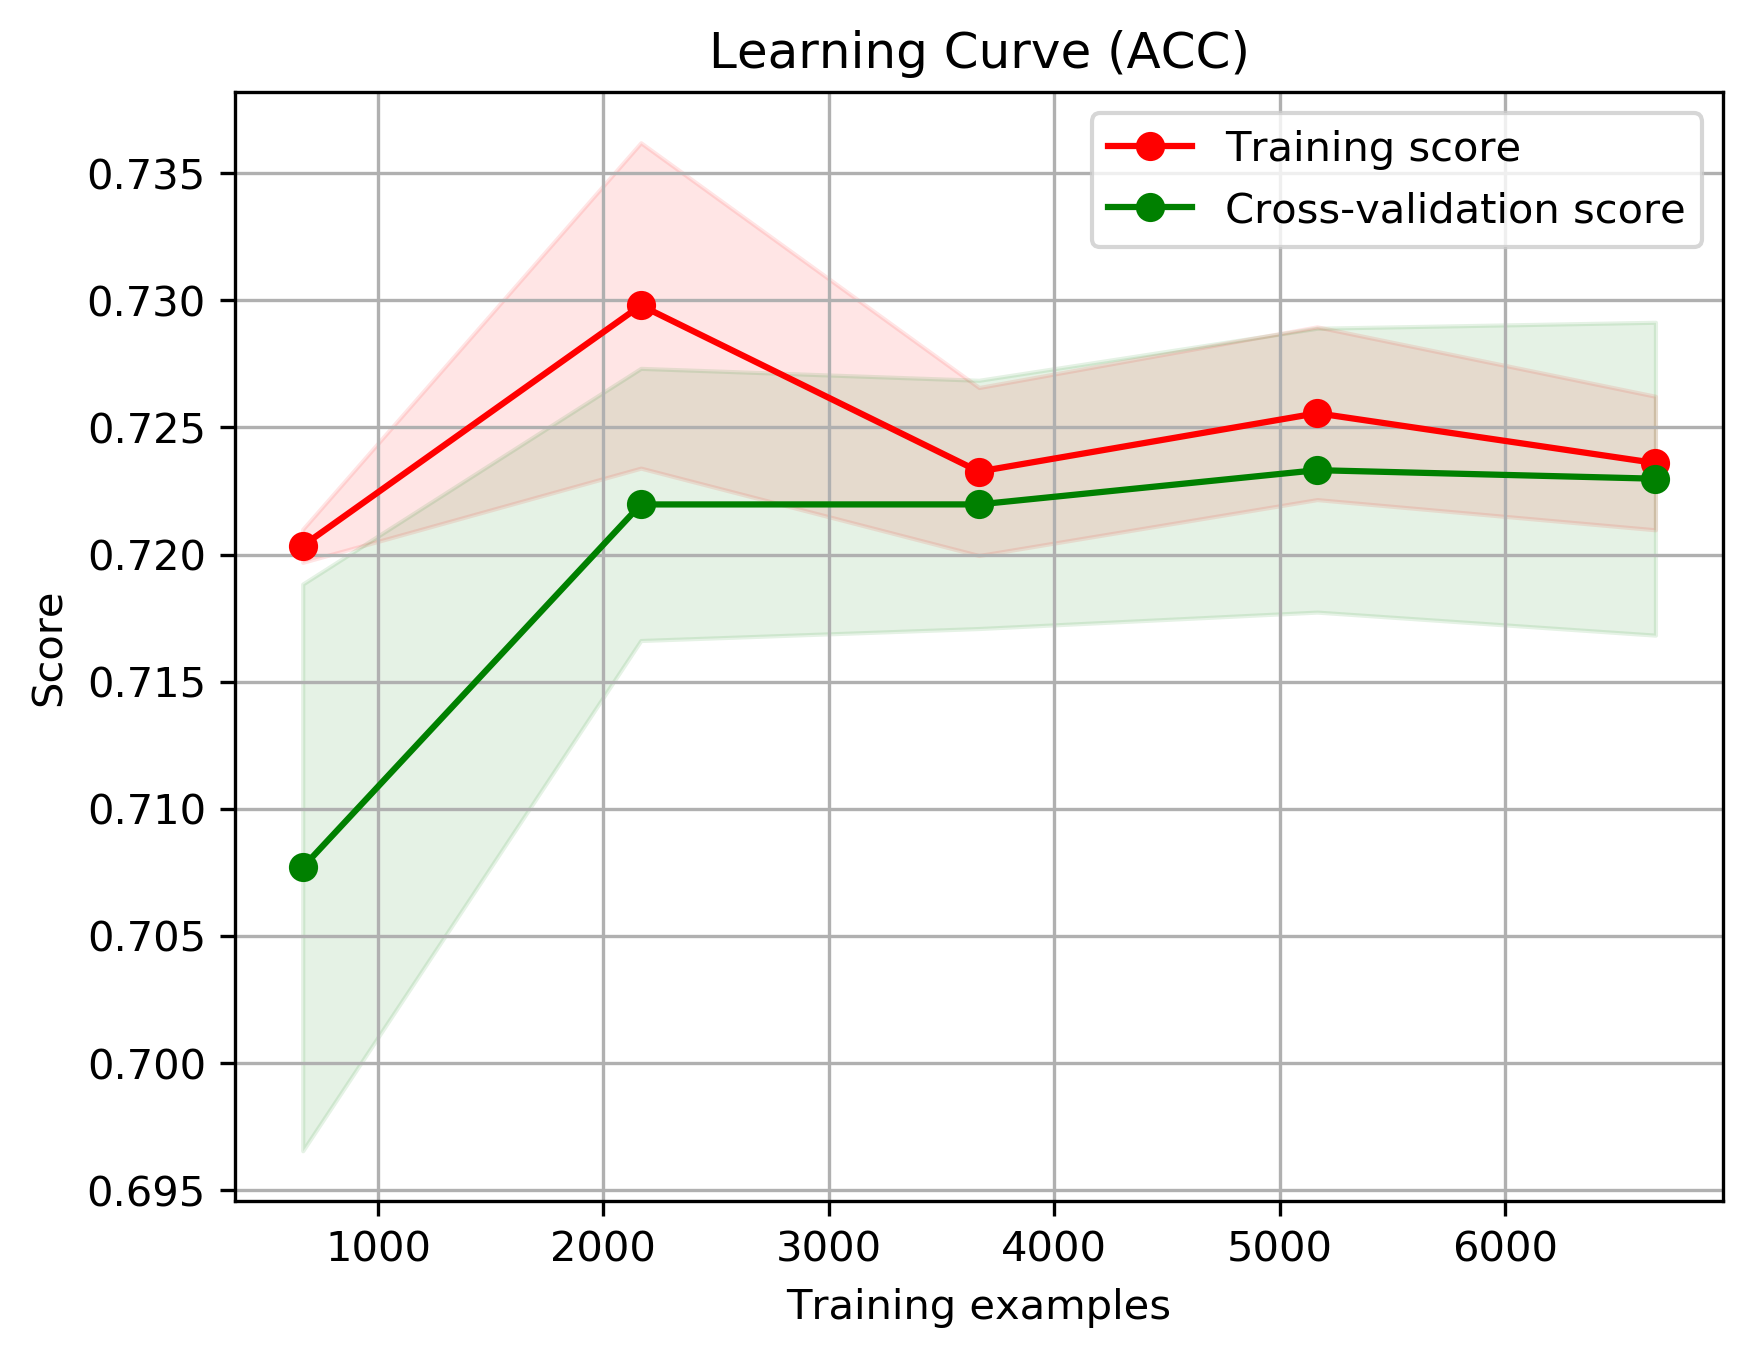 Learning Curve (ACC)
Training score
Cross-validation score
0.735
0.730
0.725
0.720
0.715
0.710
0.705
0.700
0.695
Score
1000 2000 3000 4000 5000 6000
Training examples